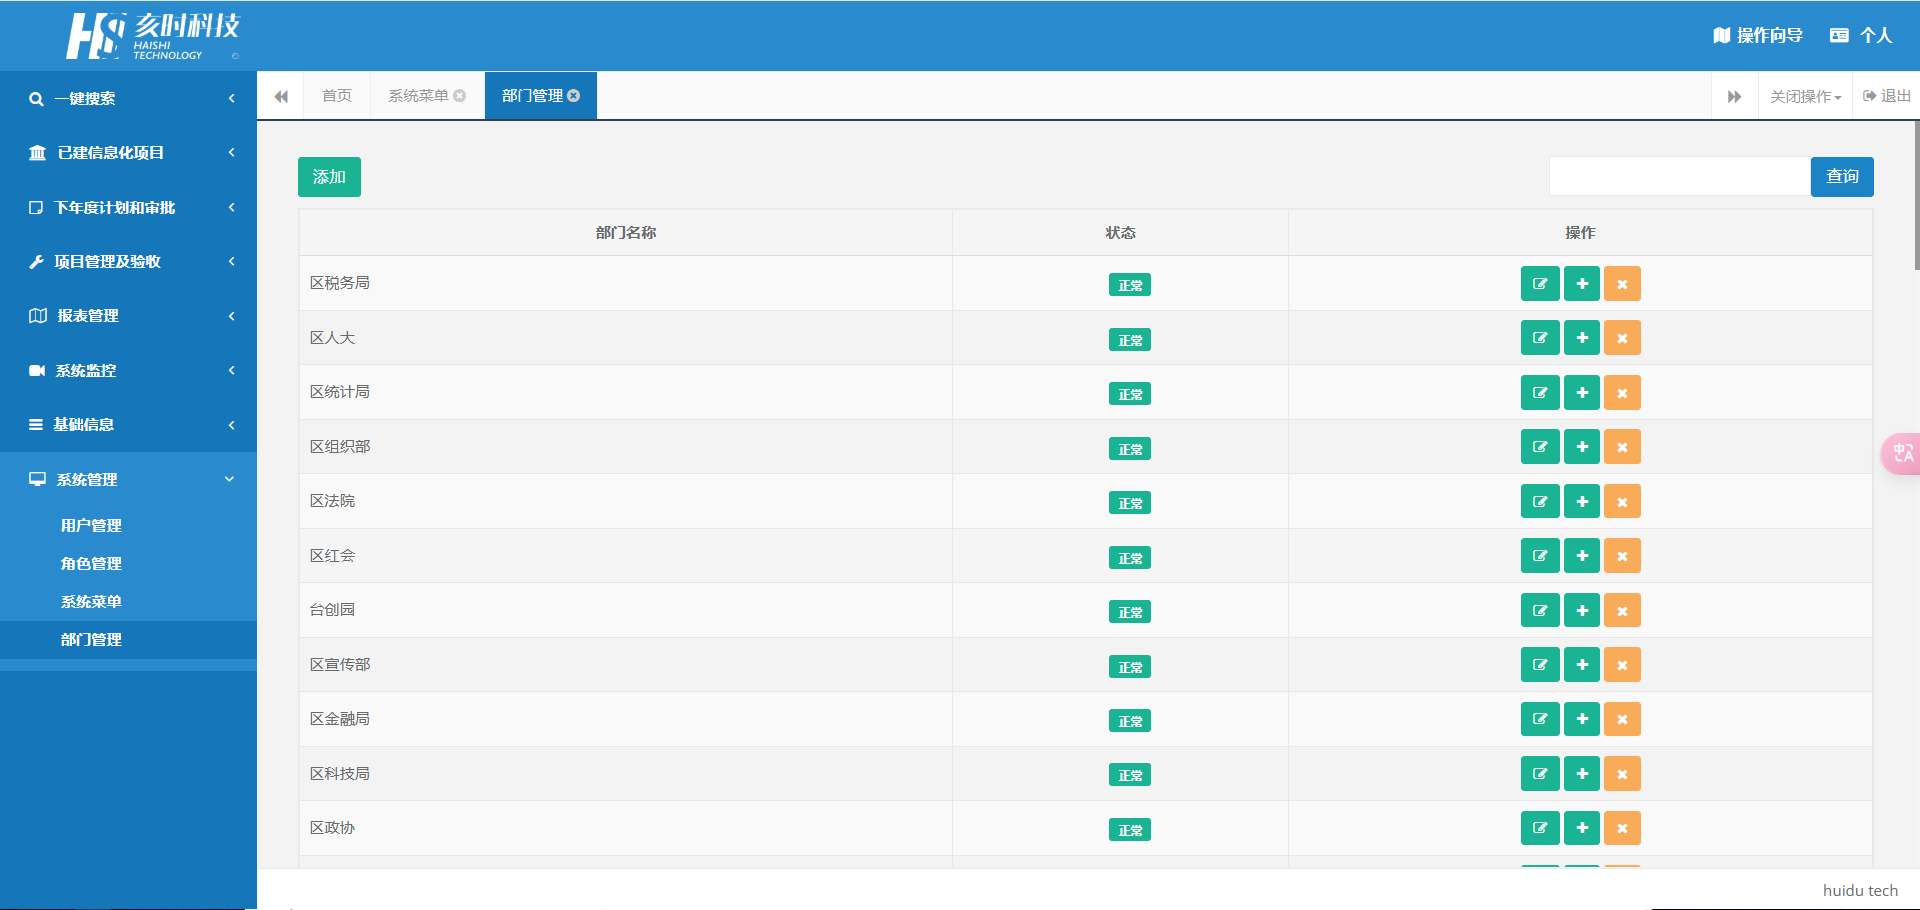 亥时科技
HAISHI
TECHNOLOGY
操作向导
个人
一键搜索
已建信息化项目
下年度计划和审批
项目管理及验收
报表管理
系统监控
基础信息
系统管理
用户管理
角色管理
系统菜单
部门管理
首页
系统菜单
部门管理
关闭操作
退出
添加
查询
部门名称 状态 操作
区税务局 正常
区人大 正常
区统计局 正常
区组织部 正常
区法院 正常
区红会 正常
台创园 正常
区宣传部 正常
区金融局 正常
区科技局 正常
区政协 正常
中A
huidu tech